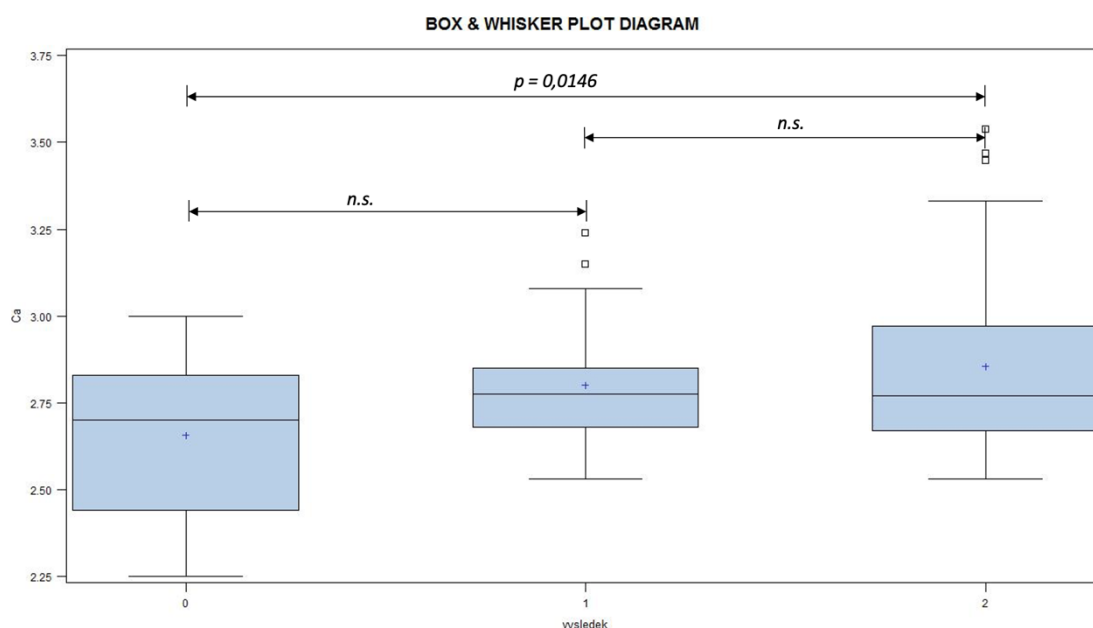 BOX & WHISKER PLOT DIAGRAM
3.75
p = 0,0146
3.50
n.s.
n.s.
3.25
3.00
Ca
2.75
2.50
2.25
0
1
2
vysledek